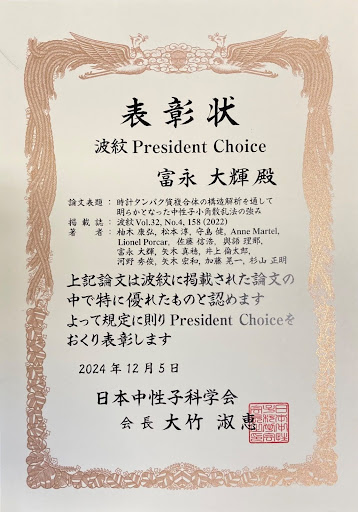 表彰状
波紋 President Choice
富永 大輝 殿
論文表題 : 時計タンパク質複合体の構造解析を通して
明らかとなった中性子小角散乱法の強み
掲載誌 : 波紋 Vol.32, No.4, 158 (2022)
著者 : 柚木 康弘, 松本 淳, 守島 健, Anne Martel,
Lionel Porcar, 佐藤 信浩, 與語 理那,
富永 大輝, 矢木 真穂, 井上 倫太郎,
河野 秀俊, 矢木 宏和, 加藤 晃一, 杉山 正明
上記論文は波紋に掲載された論文の
中で特に優れたものと認めます
よって規定に則り President Choiceを
おくり表彰します
2024 年 12 月 5 日
日本中性子科学会
会長 大竹 淑恵